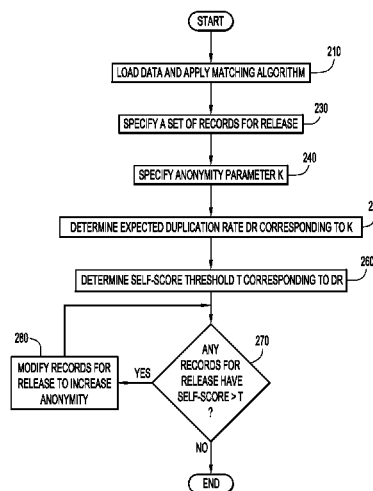 START
210
LOAD DATA AND APPLY MATCHING ALGORITHM
230
SPECIFY A SET OF RECORDS FOR RELEASE
240
SPECIFY ANONYMITY PARAMETER K
DETERMINE EXPECTED DUPLICATION RATE DR CORRESPONDING TO K
260
DETERMINE SELF-SCORE THRESHOLD T CORRESPONDING TO DR
280
MODIFY RECORDS FOR
RELEASE TO INCREASE
ANONYMITY
YES
270
ANY
RECORDS FOR
RELEASE HAVE
SELF-SCORE > T
?
NO
END